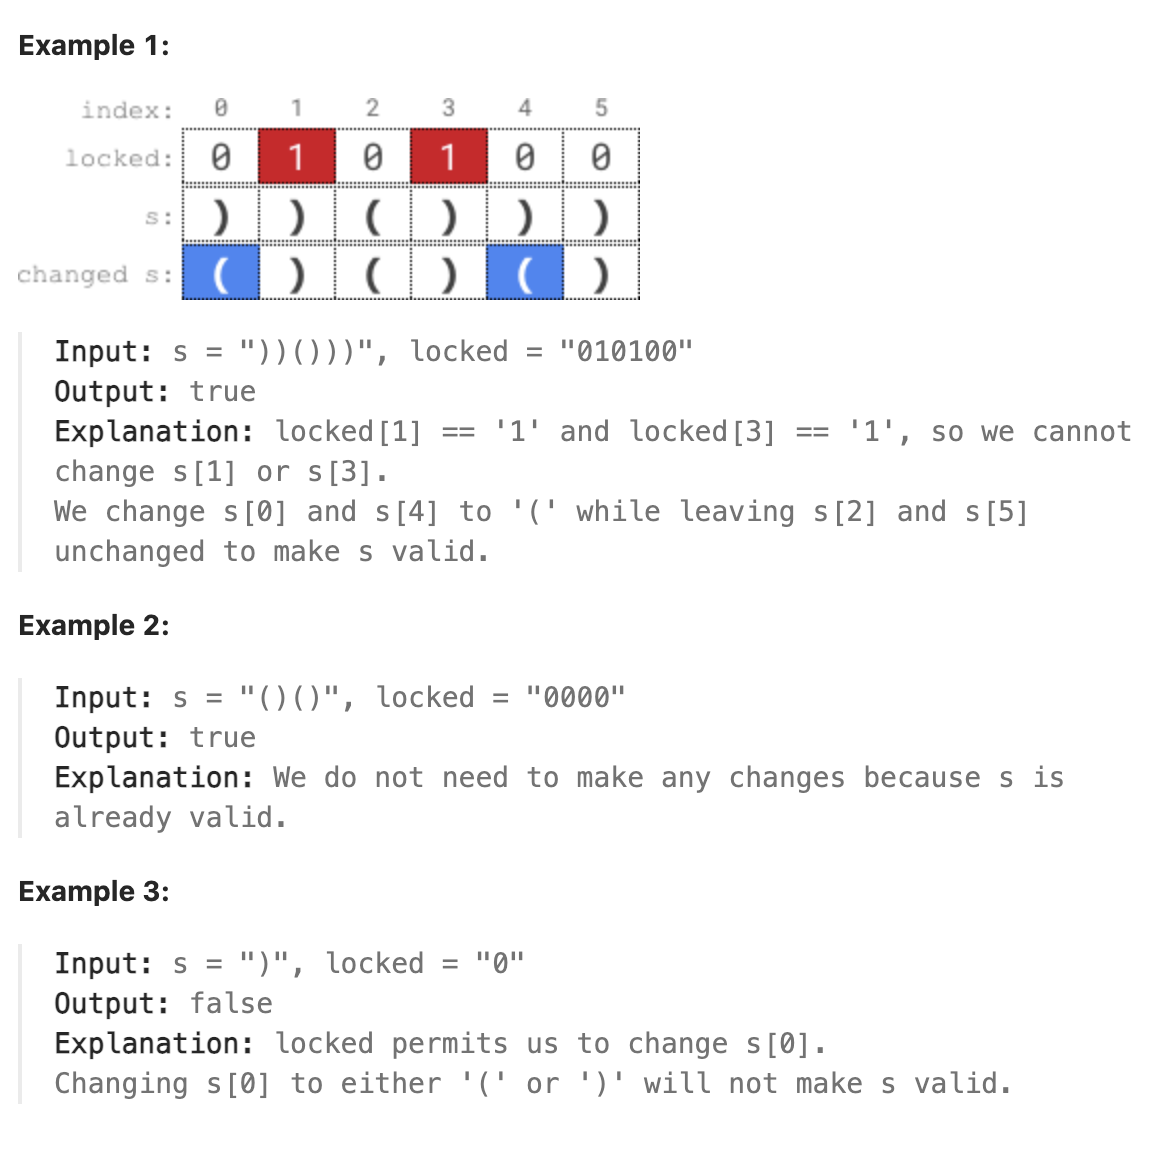 Example 1:
index: 0 1 2 3 4 5
locked: 0 1 0 1 0 0
s: ) ) ( ) ) )
changed s: ( ) ( ) ( )
Input: s = "))()))", locked = "010100"
Output: true
Explanation: locked[1] == '1' and locked[3] == '1', so we cannot
change s[1] or s[3].
We change s[0] and s[4] to '(' while leaving s[2] and s[5]
unchanged to make s valid.
Example 2:
Input: s = "()()", locked = "0000"
Output: true
Explanation: We do not need to make any changes because s is
already valid.
Example 3:
Input: s = ")", locked = "0"
Output: false
Explanation: locked permits us to change s[0].
Changing s[0] to either '(' or ')' will not make s valid.